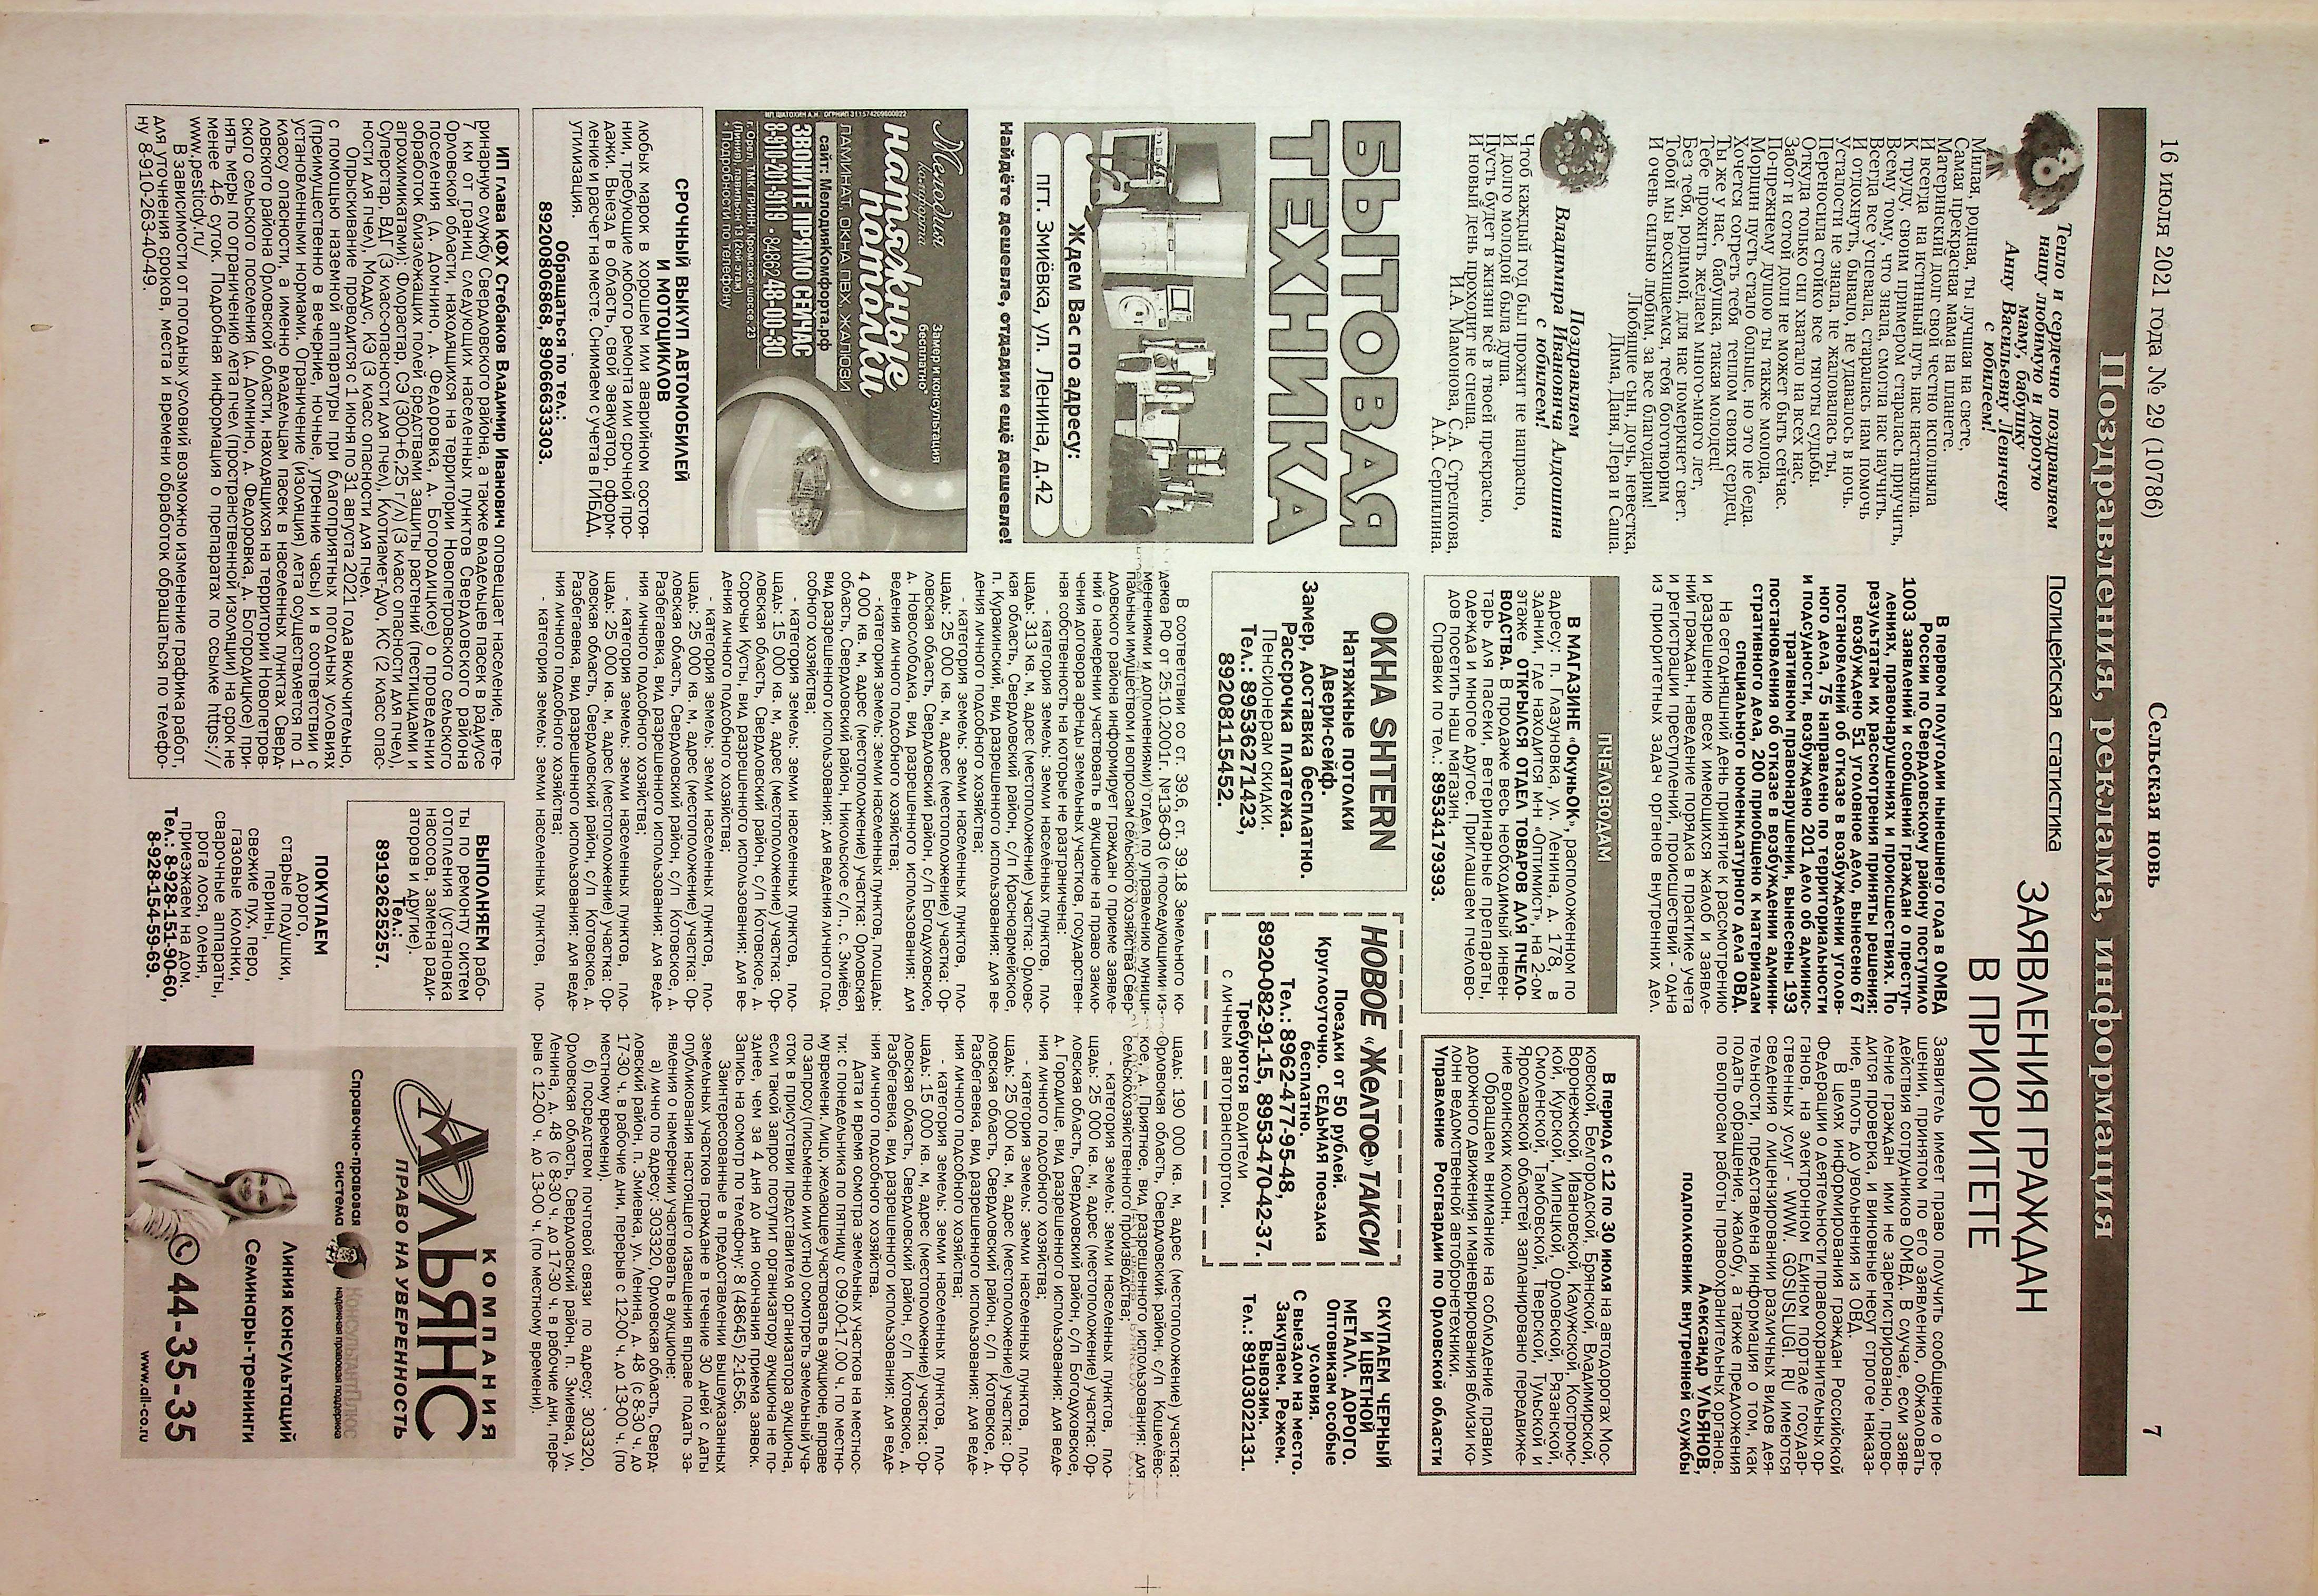 16 июля 2021 года № 29 (10786)
Сельская новь
7
Поздравления, реклама, информация
Тепло и сердечно поздравляем
нашу любимую и дорогую
маму, бабушку
Анну Васильевну Левичеву
с юбилеем!
Милая, родная, ты лучшая на свете,
Самая прекрасная мама на планете.
Материнский долг свой честно исполняла
И всегда на истинный путь нас наставляла.
К труду, своим примером старалась приучить,
Всему тому, что знала, смогла нас научить.
Всегда все успевала, старалась нам помочь
И отдохнуть, бывало, не удавалось в ночь.
Усталости не знала, не жаловалась ты,
Переносила стойко все тяготы судьбы.
Откуда только сил хватало на всех нас,
Забот и сотой доли не может быть сейчас.
По-прежнему душою ты также молода,
Морщин пусть стало больше, но это не беда.
Хочется согреть тебя теплом своих сердец,
Ты же у нас, бабушка, такая молодец!
Тебе прожить желаем много-много лет,
Без тебя, родимой, для нас померкнет свет.
Тобой мы восхищаемся, тебя боготворим
И очень сильно любим, за все благодарим!
Любящие сын, дочь, невестка,
Дима, Даня, Лера и Саша.
Поздравляем
Владимира Ивановича Алдошина
с юбилеем!
Чтоб каждый год был прожит не напрасно,
И долго молодой была душа.
Пусть будет в жизни всё в твоей прекрасно,
И новый день проходит не спеша.
И.А. Мамонова, С.А. Стрелкова,
А.А. Серпилина.
БЫТОВАЯ
ТЕХНИКА
Ждем Вас по адресу:
пгт. Змиёвка, ул. Ленина, д.42
Найдёте дешевле, отдадим ещё дешевле!
Мелодия
комфорта
Замер и консультация
бесплатно*
натяжные
потолки
ЛАМИНАТ, ОКНА ПВХ, ЖАЛЮЗИ
сайт: МелодияКомфорта.рф
ЗВОНИТЕ ПРЯМО СЕЙЧАС
8-910-201-9119 · 8(4862) 48-00-30
г. Орел, ТМК ГРИНН, Кромское шоссе, 23
(Линия), павильон 13 (2ой этаж)
* Подробности по телефону
ИП ШАТОХИН А.Н. ОГРНИП 311574209800022
СРОЧНЫЙ ВЫКУП АВТОМОБИЛЕЙ
И МОТОЦИКЛОВ
любых марок в хорошем или аварийном состоя-
нии, требующие любого ремонта или срочной про-
дажи. Выезд в область, свой эвакуатор, оформ-
ление и расчет на месте. Снимаем с учета в ГИБДД,
утилизация.
Обращаться по тел.:
89200806868, 89066633303.
ИП глава КФХ Стебаков Владимир Иванович оповещает население, вете-
ринарную службу Свердловского района, а также владельцев пасек в радиусе
7 км от границ следующих населенных пунктов Свердловского района
Орловской области, находящихся на территории Новопетровского сельского
поселения (д. Домнино, д. Федоровка, д. Богородицкое) о проведении
обработок близлежащих полей средствами защиты растений (пестицидами и
агрохимикатами): Флорастар, СЭ (300+6,25 г/л) (3 класс опасности для пчел),
Суперстар, ВДГ (3 класс-опасности для пчел), Клотиамет-Дуо, КС (2 класс опас-
ности для пчел), Модус, КЭ (3 класс опасности для пчел.
Опрыскивание проводится с 1 июня по 31 августа 2021 года включительно,
с помощью наземной аппаратуры при благоприятных погодных условиях
(преимущественно в вечерние, ночные, утренние часы) и в соответствии с
установленными нормами. Ограничение (изоляция) лета осуществляется по 1
классу опасности, а именно владельцам пасек в населенных пунктах Сверд-
ловского района Орловской области, находящихся на территории Новопетров-
ского сельского поселения (д. Домнино, д. Федоровка, д. Богородицкое) при-
нять меры по ограничению лета пчел (пространственной изоляции) на срок не
менее 4-6 суток. Подробная информация о препаратах по ссылке https://
www.pesticidy.ru/
В зависимости от погодных условий возможно изменение графика работ,
для уточнения сроков, места и времени обработок обращаться по телефо-
ну 8-910-263-40-49.
Полицейская статистика
ЗАЯВЛЕНИЯ ГРАЖДАН
В ПРИОРИТЕТЕ
В первом полугодии нынешнего года в ОМВД
России по Свердловскому району поступило
1003 заявлений и сообщений граждан о преступ-
лениях, правонарушениях и происшествиях. По
результатам их рассмотрения принято решения:
возбуждено 51 уголовное дело, вынесено 67
постановлений об отказе в возбуждении уголов-
ного дела, 75 направлено по территориальности
и подсудности, возбуждено 201 дело об админис-
тративном правонарушении, вынесены 193
постановления об отказе в возбуждении админи-
стративного дела, 200 приобщено к материалам
специального номенклатурного дела ОВД.
На сегодняшний день принятие к рассмотрению
и разрешению всех имеющихся жалоб и заявле-
ний граждан, наведение порядка в практике учета
и регистрации преступлений, происшествий - одна
из приоритетных задач органов внутренних дел.
Заявитель имеет право получить сообщение о ре-
шении, принятом по его заявлению, обжаловать
действия сотрудников ОМВД. В случае, если заяв-
ление граждан ими не зарегистрировано, прово-
дится проверка, и виновные несут строгое наказа-
ние, вплоть до увольнения из ОВД.
В целях информирования граждан Российской
Федерации о деятельности правоохранительных ор-
ганов, на электронном Едином портале государ-
ственных услуг - WWW. GOSUSLUGI. RU имеются
сведения о лицензировании различных видов дея-
тельности, представлена информация о том, как
подать обращение, жалобу, а также предложения
по вопросам работы правоохранительных органов.
Александр УЛЬЯНОВ,
подполковник внутренней службы
ПЧЕЛОВОДАМ
В МАГАЗИНЕ «ОкуньОК», расположенном по
адресу: п. Глазуновка, ул. Ленина, д. 178, в
здании, где находится м-н «Оптимист», на 2-ом
этаже ОТКРЫЛСЯ ОТДЕЛ ТОВАРОВ ДЛЯ ПЧЕЛО-
ВОДСТВА. В продаже весь необходимый инвен-
тарь для пасеки, ветеринарные препараты,
одежда и многое другое. Приглашаем пчелово-
дов посетить наш магазин.
Справки по тел.: 89534179393.
В период с 12 по 30 июля на автодорогах Мос-
ковской, Белгородской, Брянской, Владимирской,
Воронежской, Ивановской, Калужской, Костромс-
кой, Курской, Липецкой, Орловской, Рязанской,
Смоленской, Тамбовской, Тверской, Тульской и
Ярославской областей запланировано передвиже-
ние воинских колонн.
Обращаем внимание на соблюдение правил
дорожного движения и маневрирования вблизи ко-
лонн ведомственной автобронетехники.
Управление Росгвардии по Орловской области
ОКНА SHTERN
Натяжные потолки
Двери-сейф.
Замер, доставка бесплатно.
Рассрочка платежа.
Пенсионерам скидки.
Тел.: 89536271423,
89208115452.
НОВОЕ «Желтое» ТАКСИ
Поездки от 50 рублей.
Круглосуточно. СЕДЬМАЯ поездка
бесплатно.
Тел.: 8962-477-95-48,
8920-082-91-15, 8953-470-42-37.
Требуются водители
с личным автотранспортом.
СКУПАЕМ ЧЕРНЫЙ
И ЦВЕТНОЙ
МЕТАЛЛ. ДОРОГО.
Оптовикам особые
условия.
С выездом на место.
Закупаем. Режем.
Вывозим.
Тел.: 89103022131.
В соответствии со ст. 39.6, ст. 39.18 Земельного ко-
декса РФ от 25.10.2001г. №136-ФЗ (с последующими из-
менениями и дополнениями) отдел по управлению муници-
пальным имуществом и вопросам сельского хозяйства Свер-
дловского района информирует граждан о приеме заявле-
ний о намерении участвовать в аукционе на право заклю-
чения договора аренды земельных участков, государствен-
ная собственность на которые не разграничена:
- категория земель: земли населённых пунктов, пло-
щадь: 3113 кв. м, адрес (местоположение) участка: Орловс-
кая область, Свердловский район, с/п Красноармейское,
п. Куракинский, вид разрешенного использования: для ве-
дения личного подсобного хозяйства;
- категория земель: земли населенных пунктов, пло-
щадь: 25 000 кв. м, адрес (местоположение) участка: Ор-
ловская область, Свердловский район, с/п Богодуховское,
д. Новослободка, вид разрешенного использования: для
ведения личного подсобного хозяйства;
-категория земель: земли населенных пунктов, площадь:
4 000 кв. м, адрес (местоположение) участка: Орловская
область, Свердловский район, Никольское с/п., с. Змиёво,
вид разрешенного использования: для ведения личного под-
собного хозяйства;
- категория земель: земли населенных пунктов, пло-
щадь: 15 000 кв. м, адрес (местоположение) участка: Ор-
ловская область, Свердловский район, с/п Котовское, д.
Сорочьи Кусты, вид разрешенного использования: для ве-
дения личного подсобного хозяйства;
- категория земель: земли населенных пунктов, пло-
щадь: 25 000 кв. м, адрес (местоположение) участка: Ор-
ловская область, Свердловский район, с/п Котовское, д.
Разбегаевка, вид разрешенного использования: для веде-
ния личного подсобного хозяйства;
- категория земель: земли населенных пунктов, пло-
щадь: 25 000 кв. м, адрес (местоположение) участка: Ор-
ловская область, Свердловский район, с/п Котовское, д.
Разбегаевка, вид разрешенного использования: для веде-
ния личного подсобного хозяйства;
- категория земель: земли населенных пунктов, пло-
щадь: 190 000 кв. м, адрес (местоположение) участка:
Орловская область, Свердловский район, с/п Кошелёвс-
кое, д. Приятное, вид разрешенного использования: для
сельскохозяйственного производства;
- категория земель: земли населенных пунктов, пло-
щадь: 25 000 кв. м, адрес (местоположение) участка: Ор-
ловская область, Свердловский район, с/п Богодуховское,
д. Городище, вид разрешенного использования: для веде-
ния личного подсобного хозяйства;
- категория земель: земли населенных пунктов, пло-
щадь: 25 000 кв. м, адрес (местоположение) участка: Ор-
ловская область, Свердловский район, с/п Котовское, д.
Разбегаевка, вид разрешенного использования: для веде-
ния личного подсобного хозяйства;
- категория земель: земли населенных пунктов, пло-
щадь: 15 000 кв. м, адрес (местоположение) участка: Ор-
ловская область, Свердловский район, с/п Котовское, д.
Разбегаевка, вид разрешенного использования: для веде-
ния личного подсобного хозяйства.
Дата и время осмотра земельных участков на местнос-
ти: с понедельника по пятницу с 09.00-17.00 ч. по местно-
му времени. Лицо, желающее участвовать в аукционе, вправе
по запросу (письменно или устно) осмотреть земельный уча-
сток в присутствии представителя организатора аукциона,
если такой запрос поступит организатору аукциона не по-
зднее, чем за 4 дня до дня окончания приема заявок.
Запись на осмотр по телефону: 8 (48645) 2-16-56.
Заинтересованные в предоставлении вышеуказанных
земельных участков граждане в течение 30 дней с даты
опубликования настоящего извещения вправе подать за-
явления о намерении участвовать в аукционе:
а) лично по адресу: 303320, Орловская область, Сверд-
ловский район, п. Змиевка, ул. Ленина, д. 48 (с 8-30 ч. до
17-30 ч. в рабочие дни, перерыв с 12-00 ч. до 13-00 ч. (по
местному времени).
б) посредством почтовой связи по адресу: 303320,
Орловская область, Свердловский район, п. Змиевка, ул.
Ленина, д. 48 (с 8-30 ч. до 17-30 ч. в рабочие дни, пере-
рыв с 12-00 ч. до 13-00 ч. (по местному времени).
ВЫПОЛНЯЕМ рабо-
ты по ремонту систем
отопления (установка
насосов, замена ради-
аторов и другие).
Тел.:
89192625257.
ПОКУПАЕМ
дорого,
старые подушки,
перины,
свежие пух, перо,
газовые колонки,
сварочные аппараты,
рога лося, оленя,
приезжаем на дом.
Тел.: 8-928-151-90-60,
8-928-154-59-69.
КОМПАНИЯ
АЛЬЯНС
ПРАВО НА УВЕРЕННОСТЬ
Справочно-правовая
система
КонсультантПлюс
надежная правовая поддержка
Линия консультаций
Семинары-тренинги
44-35-35
www.all-co.ru